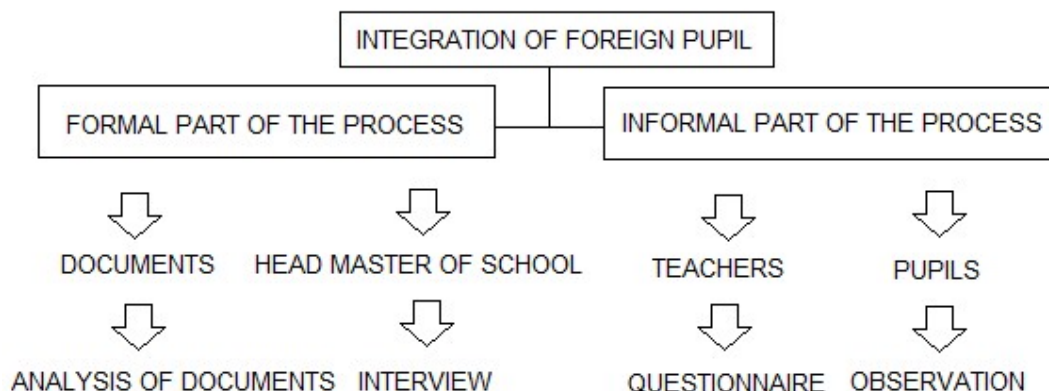 INTEGRATION OF FOREIGN PUPIL
FORMAL PART OF THE PROCESS
INFORMAL PART OF THE PROCESS
DOCUMENTS
HEAD MASTER OF SCHOOL
TEACHERS
PUPILS
ANALYSIS OF DOCUMENTS
INTERVIEW
QUESTIONNAIRE
OBSERVATION